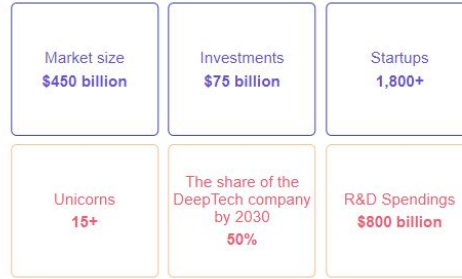 Market size
$450 billion
Investments
$75 billion
Startups
1,800+
Unicorns
15+
The share of the
DeepTech company
by 2030
50%
R&D Spendings
$800 billion